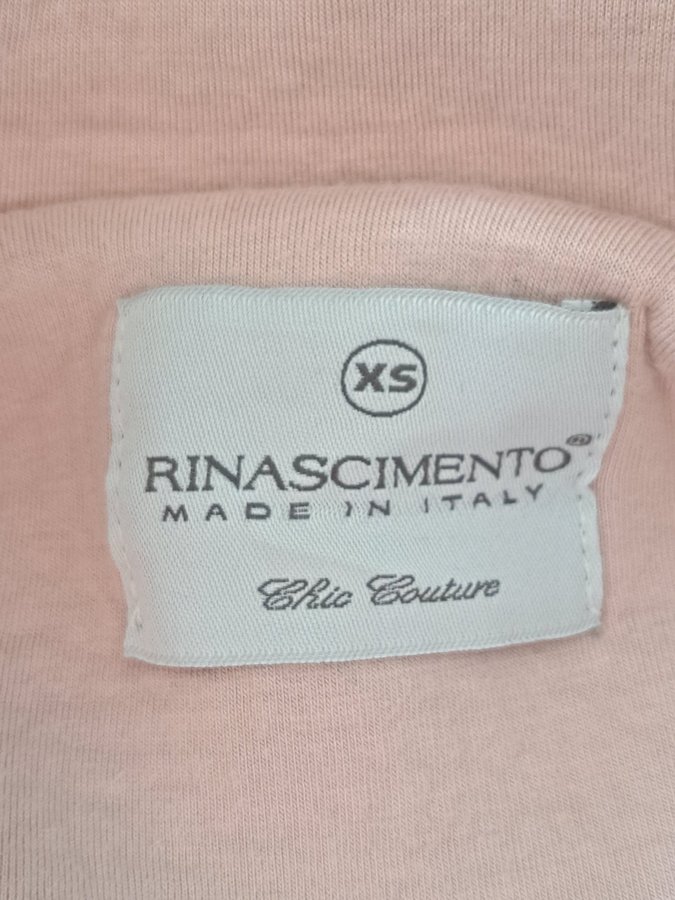 XS
RINASCIMENTO
MADE IN ITALY
Chic Couture